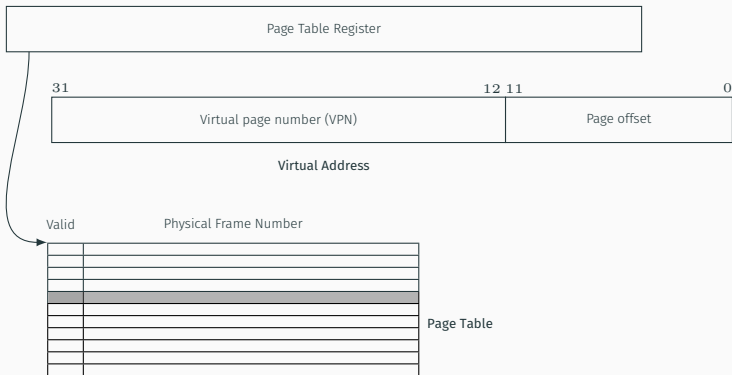 Page Table Register
31 12 11 0
Virtual page number (VPN) Page offset
Virtual Address
Valid Physical Frame Number
Page Table